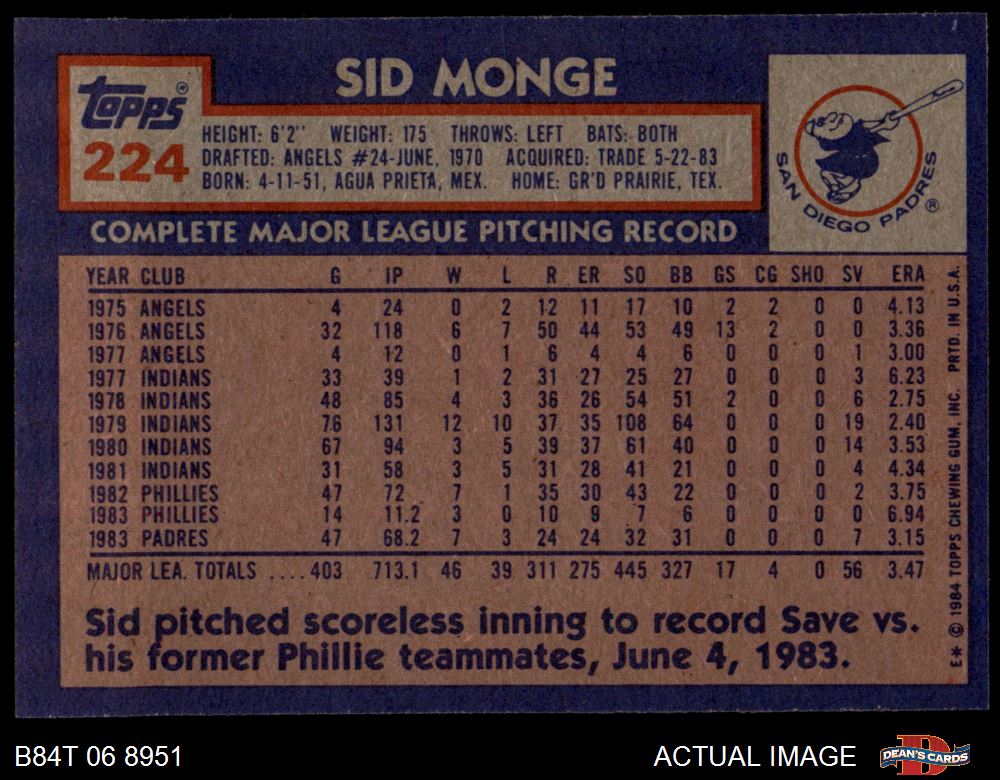 SID MONGE
Topps®
224
HEIGHT: 6'2" WEIGHT: 175 THROWS: LEFT BATS: BOTH
DRAFTED: ANGELS #24-JUNE, 1970 ACQUIRED: TRADE 5-22-83
BORN: 4-11-51, AGUA PRIETA, MEX. HOME: GR'D PRAIRIE, TEX.
SAN DIEGO PADRES®
COMPLETE MAJOR LEAGUE PITCHING RECORD
YEAR CLUB G IP W L R ER SO BB GS CG SHO SV ERA
1975 ANGELS 4 24 0 2 12 11 17 10 2 2 0 0 4.13
1976 ANGELS 32 118 6 7 50 44 53 49 13 2 0 0 3.36
1977 ANGELS 4 12 0 1 6 4 4 6 0 0 0 1 3.00
1977 INDIANS 33 39 1 2 31 27 25 27 0 0 0 3 6.23
1978 INDIANS 48 85 4 3 36 26 54 51 2 0 0 6 2.75
1979 INDIANS 76 131 12 10 37 35 108 64 0 0 0 19 2.40
1980 INDIANS 67 94 3 5 39 37 61 40 0 0 0 14 3.53
1981 INDIANS 31 58 3 5 31 28 41 21 0 0 0 4 4.34
1982 PHILLIES 47 72 7 1 35 30 43 22 0 0 0 2 3.75
1983 PHILLIES 14 11.2 3 0 10 9 7 6 0 0 0 0 6.94
1983 PADRES 47 68.2 7 3 24 24 32 31 0 0 0 7 3.15
MAJOR LEA. TOTALS ....403 713.1 46 39 311 275 445 327 17 4 0 56 3.47
Sid pitched scoreless inning to record Save vs.
his former Phillie teammates, June 4, 1983.
E* © 1984 TOPPS CHEWING GUM, INC. PRTD. IN U.S.A.
B84T 06 8951
ACTUAL IMAGE
DEAN'S CARDS